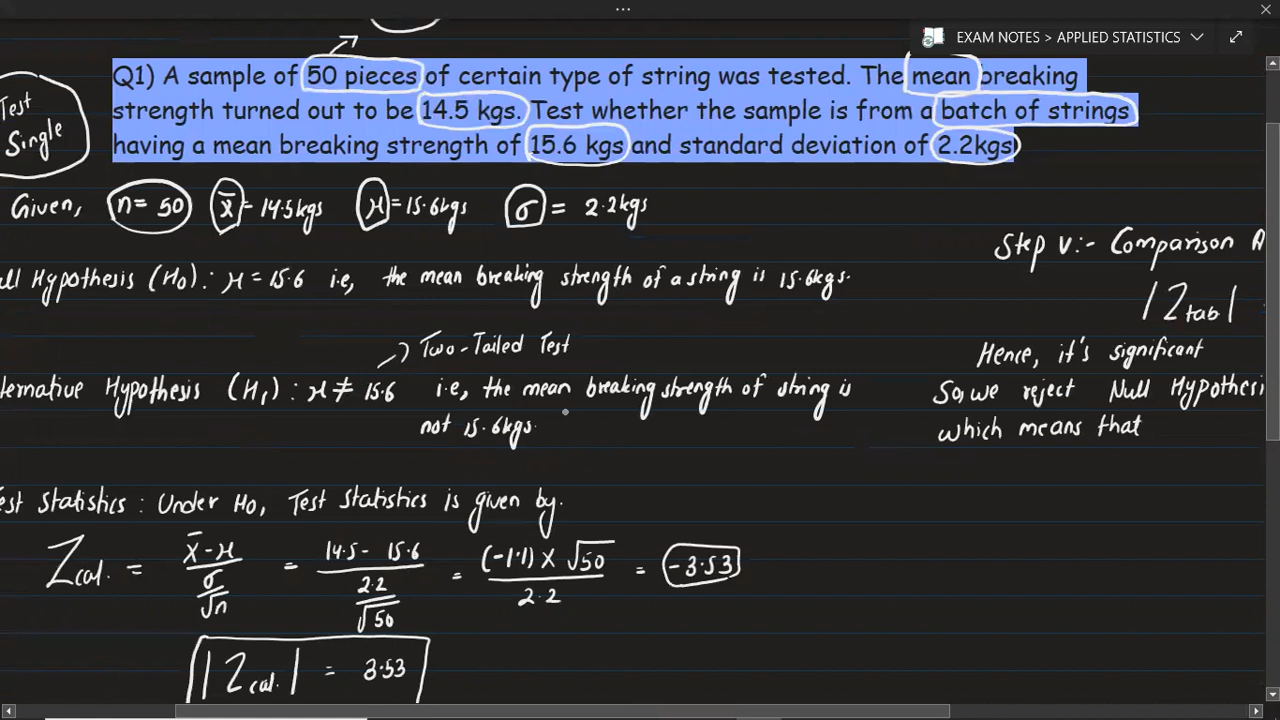 EXAM NOTES > APPLIED STATISTICS
Q1) A sample of 50 pieces of certain type of string was tested. The mean breaking
strength turned out to be 14.5 kgs. Test whether the sample is from a batch of strings
having a mean breaking strength of 15.6 kgs and standard deviation of 2.2kgs
Test
Single
Given, n = 50 x̄ = 14.5kgs μ = 15.6kgs σ = 2.2kgs
ull Hypothesis (H₀): μ = 15.6 i.e, the mean breaking strength of a string is 15.6kgs.
Two-Tailed Test
ternative Hypothesis (H₁) : μ ≠ 15.6 i.e, the mean breaking strength of string is
not 15.6kgs.
est Statistics : Under H₀, Test Statistics is given by.
Zcal. = (x̄ - μ)/(σ/√n) = (14.5 - 15.6)/(2.2/√50) = ((-1.1) × √50)/2.2 = -3.53
|Zcal.| = 3.53
Step V:- Comparison A
|Ztab|
Hence, it's significant
So, we reject Null Hypothesi
which means that